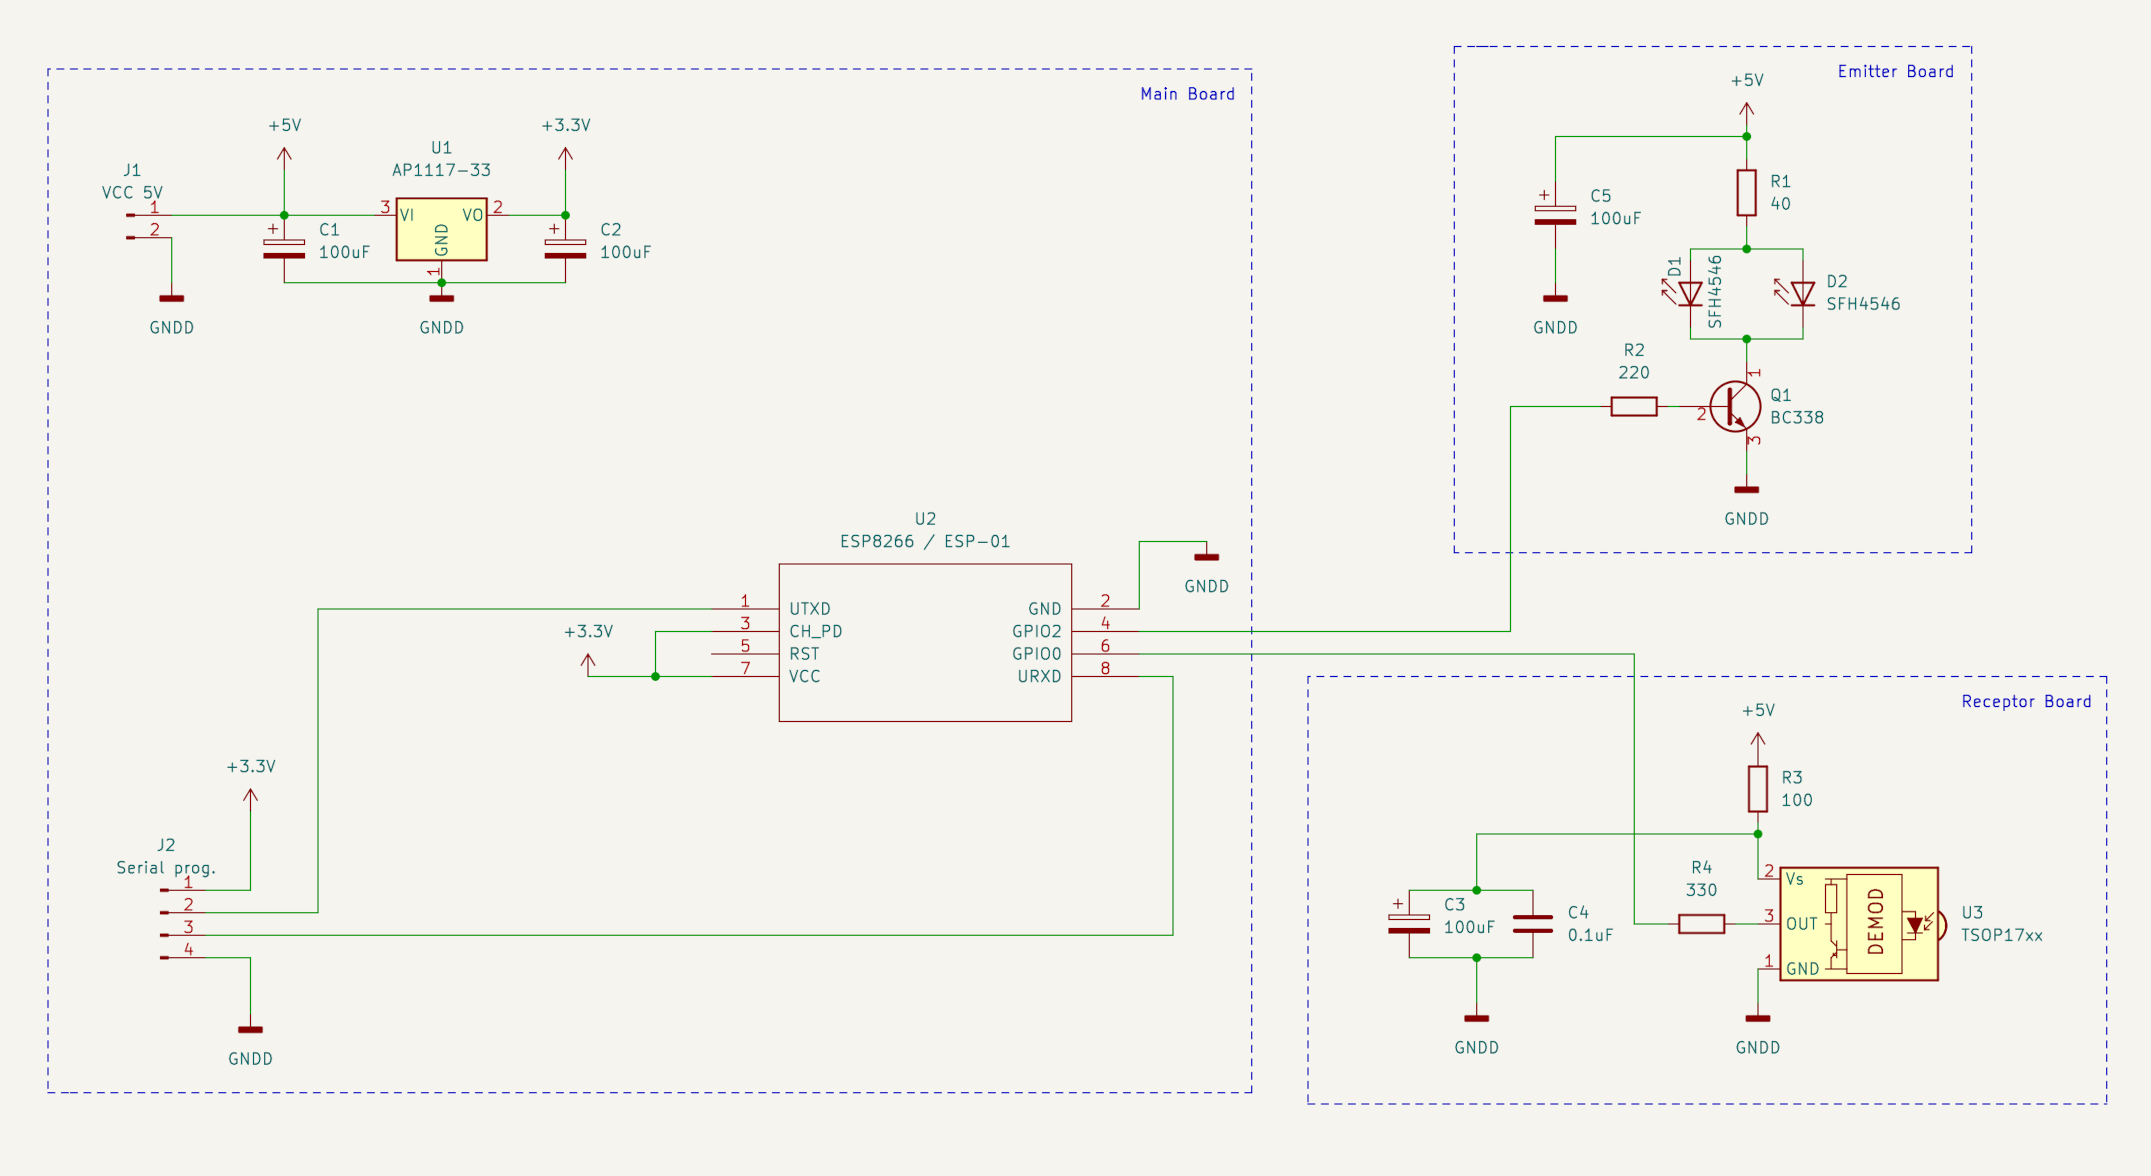 Main Board
J1
VCC 5V
1
2
GNDD
+5V
+
C1
100uF
U1
AP1117-33
3
VI
VO
2
GND
1
GNDD
+3.3V
+
C2
100uF
U2
ESP8266 / ESP-01
1
UTXD
3
CH_PD
5
RST
7
VCC
GND
2
GPIO2
4
GPIO0
6
URXD
8
GNDD
+3.3V
+3.3V
J2
Serial prog.
1
2
3
4
GNDD
Emitter Board
+5V
+
C5
100uF
GNDD
R1
40
D1
SFH4546
D2
SFH4546
R2
220
1
2
3
Q1
BC338
GNDD
Receptor Board
+5V
R3
100
+
C3
100uF
C4
0.1uF
GNDD
R4
330
2
Vs
3
OUT
1
GND
DEMOD
U3
TSOP17xx
GNDD